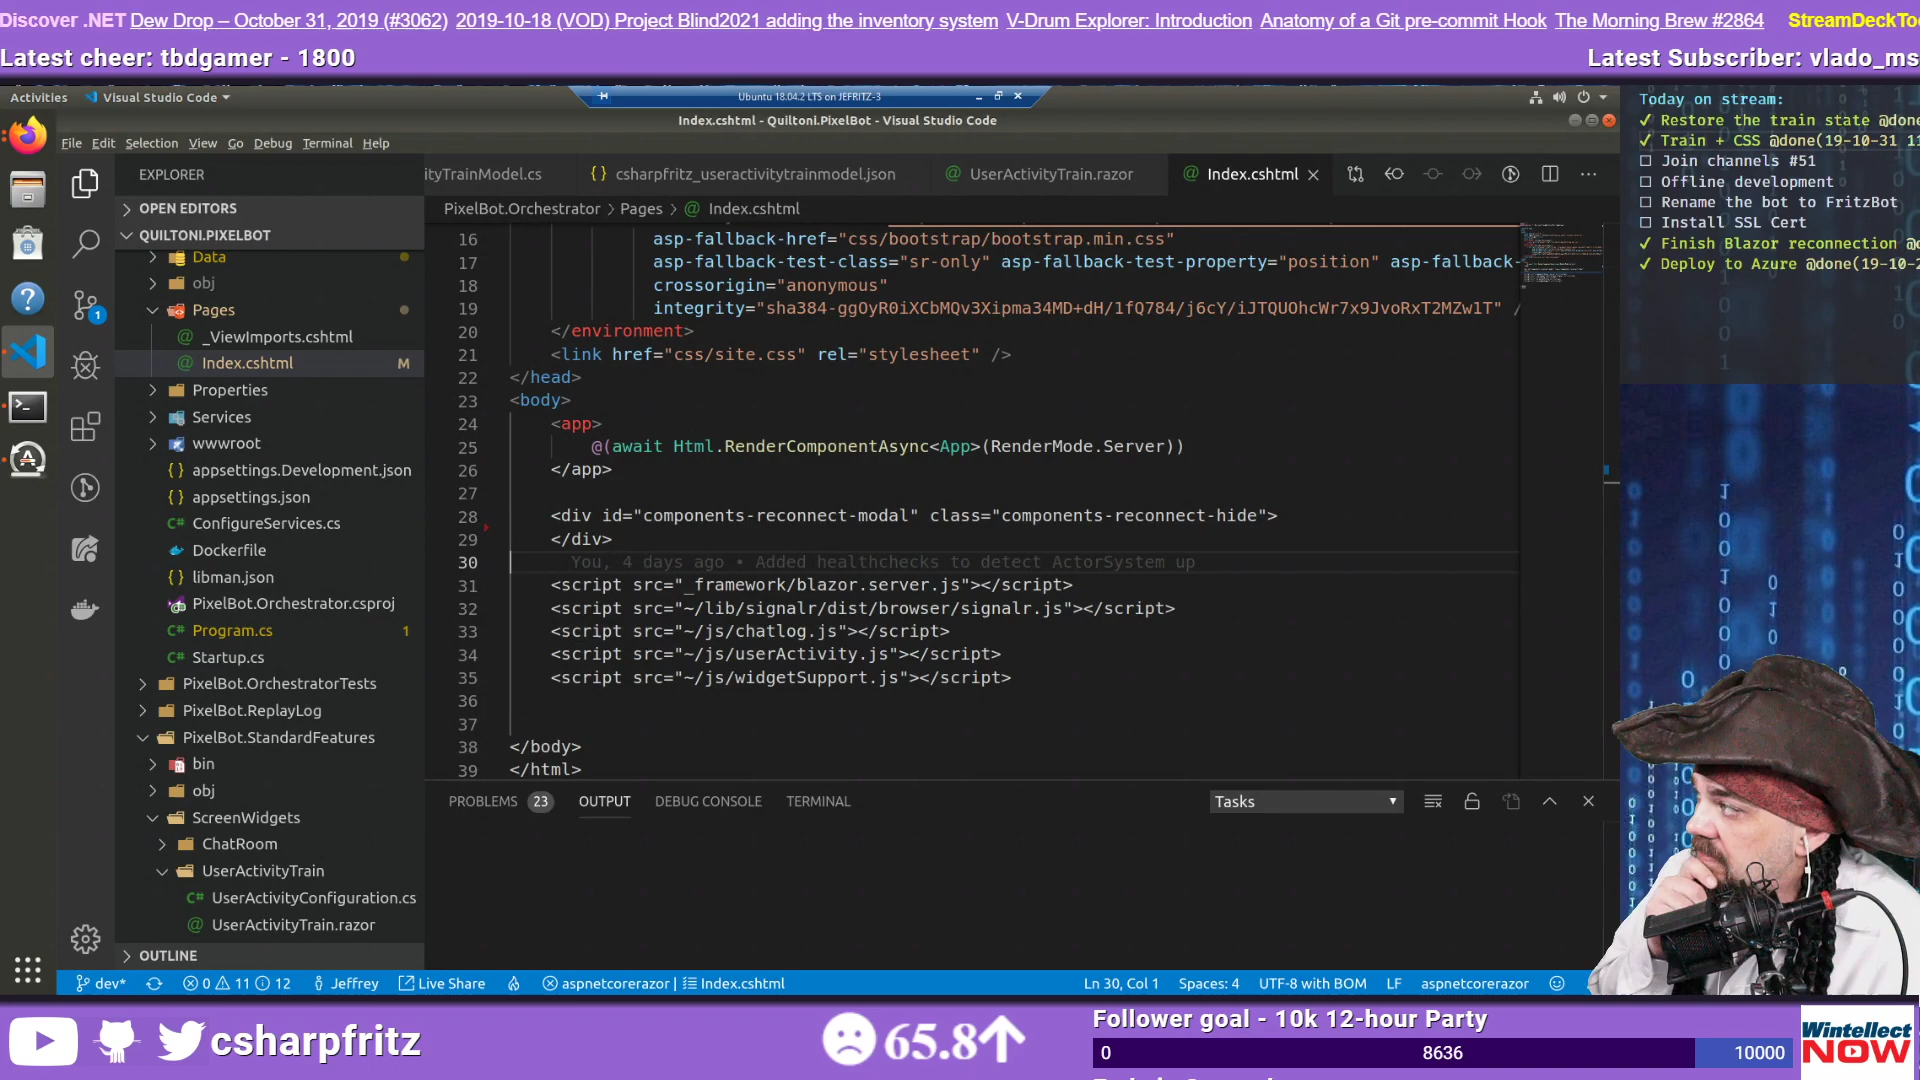 Discover .NET Dew Drop – October 31, 2019 (#3062) 2019-10-18 (VOD) Project Blind2021 adding the inventory system V-Drum Explorer: Introduction Anatomy of a Git pre-commit Hook The Morning Brew #2864 StreamDeckToo
Latest cheer: tbdgamer - 1800
Latest Subscriber: vlado_ms
Activities Visual Studio Code
Ubuntu 18.04.2 LTS on JEFRITZ-3
Index.cshtml - Quiltoni.PixelBot - Visual Studio Code
File Edit Selection View Go Debug Terminal Help
EXPLORER
OPEN EDITORS
QUILTONI.PIXELBOT
Data
obj
Pages
_ViewImports.cshtml
Index.cshtml M
Properties
Services
wwwroot
appsettings.Development.json
appsettings.json
ConfigureServices.cs
Dockerfile
libman.json
PixelBot.Orchestrator.csproj
Program.cs 1
Startup.cs
PixelBot.OrchestratorTests
PixelBot.ReplayLog
PixelBot.StandardFeatures
bin
obj
ScreenWidgets
ChatRoom
UserActivityTrain
UserActivityConfiguration.cs
UserActivityTrain.razor
OUTLINE
1
ityTrainModel.cs {} csharpfritz_useractivitytrainmodel.json UserActivityTrain.razor Index.cshtml
PixelBot.Orchestrator > Pages > Index.cshtml
16 asp-fallback-href="css/bootstrap/bootstrap.min.css"
17 asp-fallback-test-class="sr-only" asp-fallback-test-property="position" asp-fallback-
18 crossorigin="anonymous"
19 integrity="sha384-ggOyR0iXCbMQv3Xipma34MD+dH/1fQ784/j6cY/iJTQUOhcWr7x9JvoRxT2MZw1T" /
20 </environment>
21 <link href="css/site.css" rel="stylesheet" />
22 </head>
23 <body>
24 <app>
25 @(await Html.RenderComponentAsync<App>(RenderMode.Server))
26 </app>
27
28 <div id="components-reconnect-modal" class="components-reconnect-hide">
29 </div>
30 You, 4 days ago • Added healthchecks to detect ActorSystem up
31 <script src="_framework/blazor.server.js"></script>
32 <script src="~/lib/signalr/dist/browser/signalr.js"></script>
33 <script src="~/js/chatlog.js"></script>
34 <script src="~/js/userActivity.js"></script>
35 <script src="~/js/widgetSupport.js"></script>
36
37
38 </body>
39 </html>
PROBLEMS 23 OUTPUT DEBUG CONSOLE TERMINAL
Tasks
dev* 0 11 12 Jeffrey Live Share aspnetcorerazor | Index.cshtml
Ln 30, Col 1 Spaces: 4 UTF-8 with BOM LF aspnetcorerazor
Today on stream:
✓ Restore the train state @done
✓ Train + CSS @done(19-10-31 11
☐ Join channels #51
☐ Offline development
☐ Rename the bot to FritzBot
☐ Install SSL Cert
✓ Finish Blazor reconnection @d
✓ Deploy to Azure @done(19-10-2
csharpfritz
65.8
Follower goal - 10k 12-hour Party
0 8636 10000
Wintellect
NOW